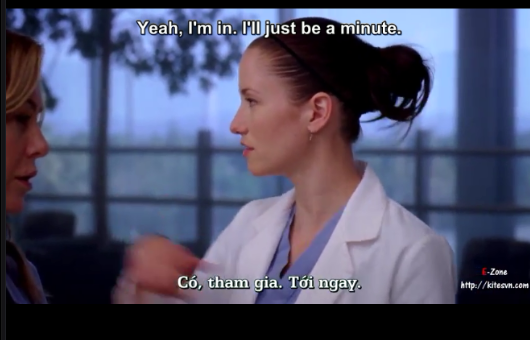 Yeah, I'm in. I'll just be a minute.
Có, tham gia. Tới ngay.
E-Zone
http://kitesvn.com